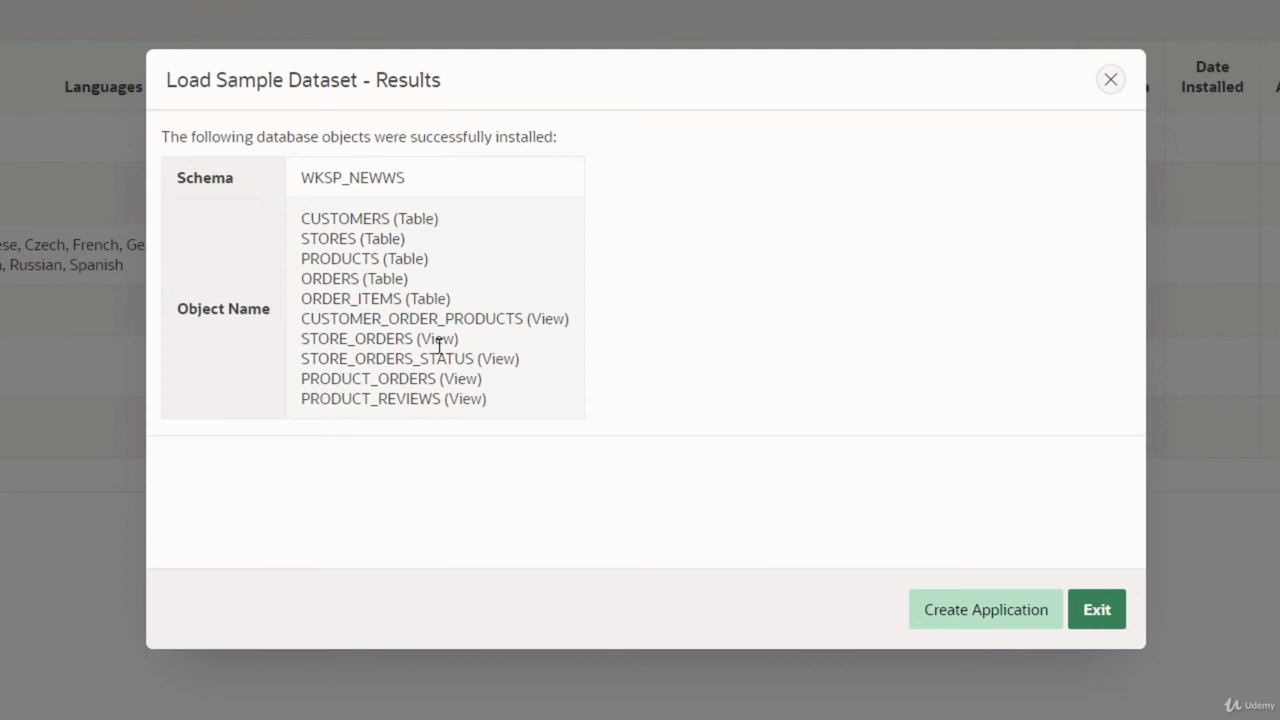 Languages
Date
Installed
Load Sample Dataset - Results
The following database objects were successfully installed:
Schema
WKSP_NEWWS
Object Name
CUSTOMERS (Table)
STORES (Table)
PRODUCTS (Table)
ORDERS (Table)
ORDER_ITEMS (Table)
CUSTOMER_ORDER_PRODUCTS (View)
STORE_ORDERS (View)
STORE_ORDERS_STATUS (View)
PRODUCT_ORDERS (View)
PRODUCT_REVIEWS (View)
ese, Czech, French, Ge
n, Russian, Spanish
Create Application
Exit
Udemy